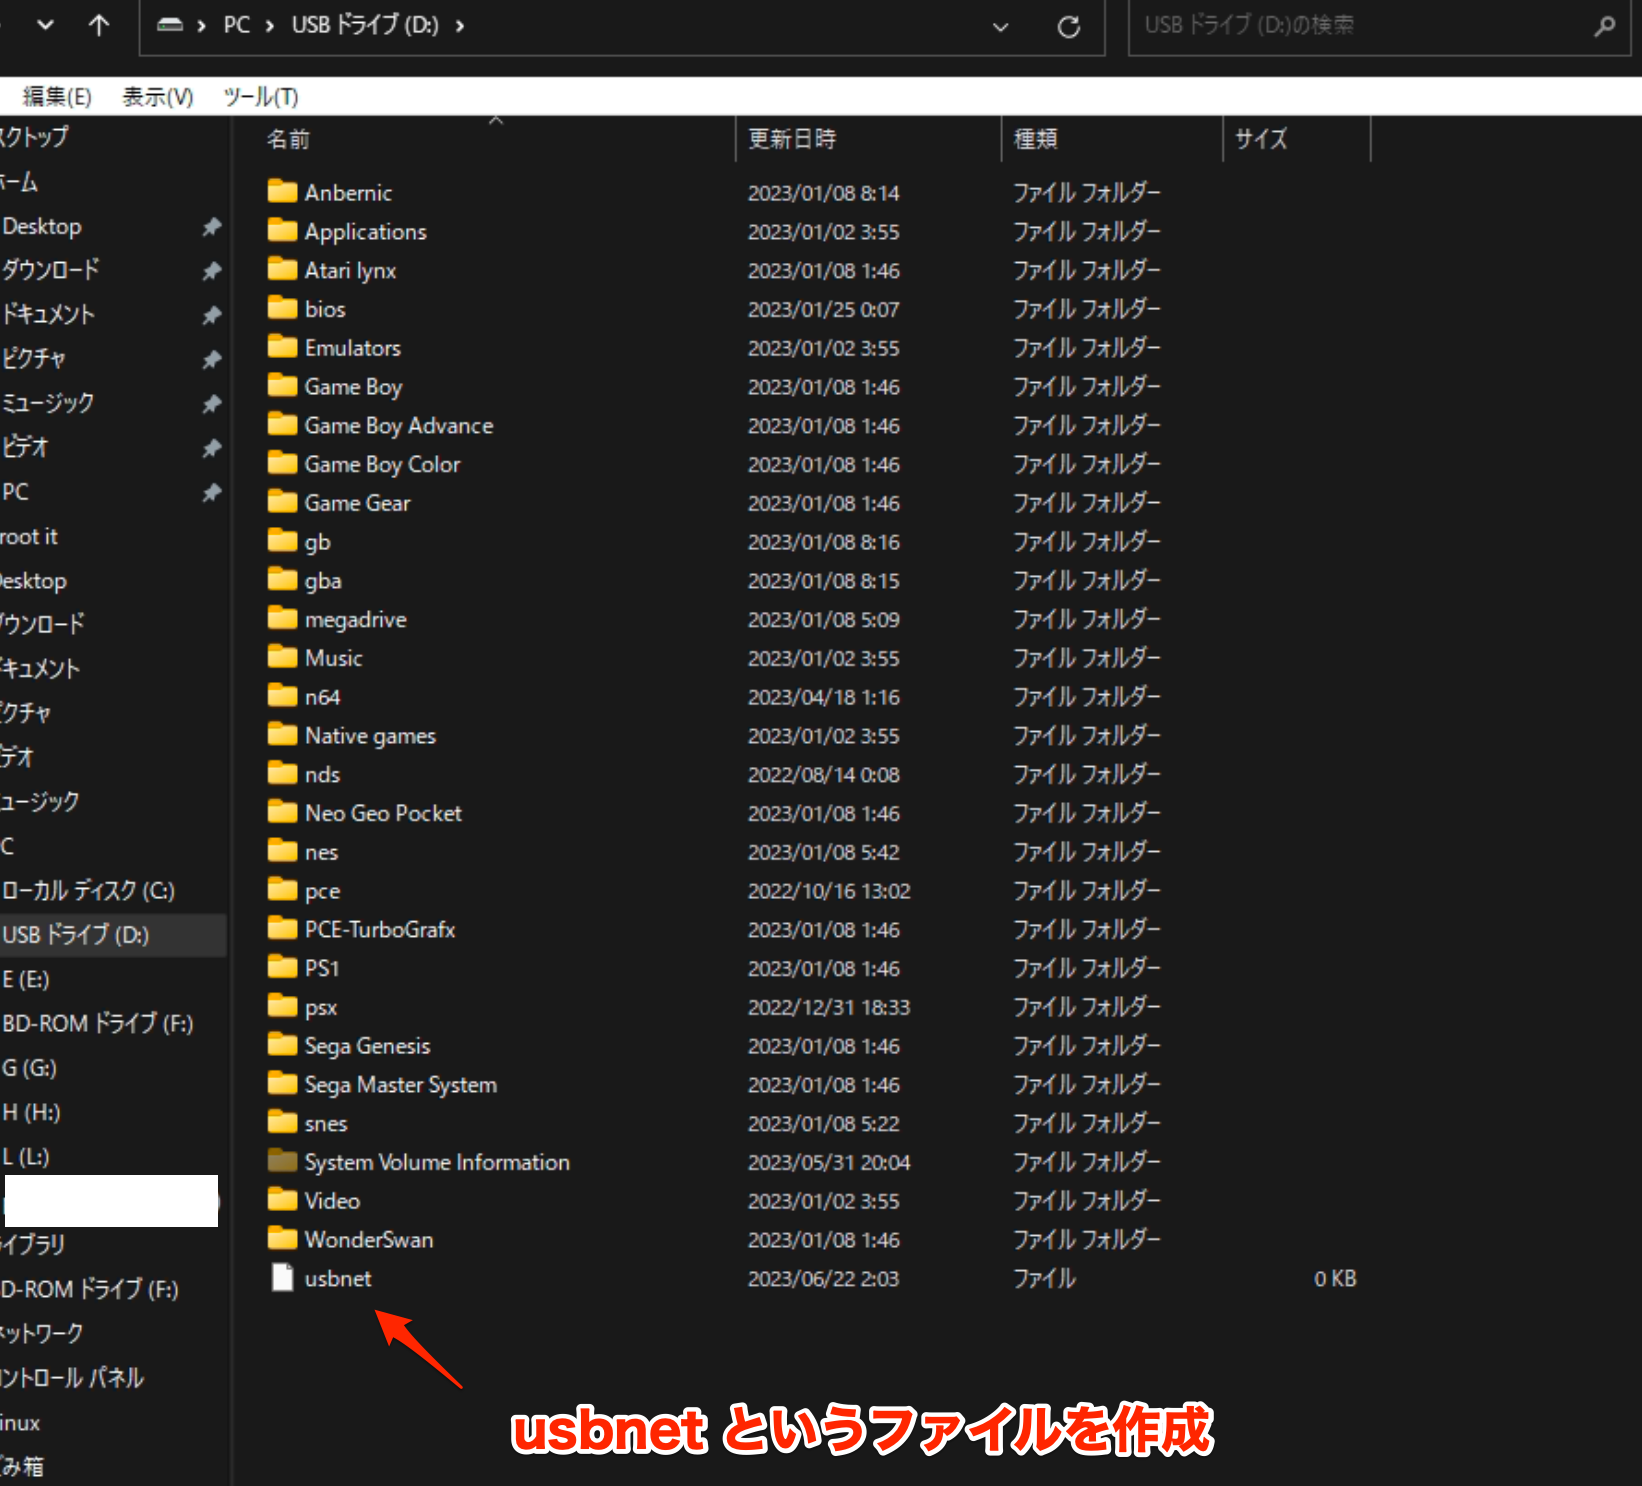 PC > USB ドライブ (D:) >
USB ドライブ (D:)の検索
編集(E) 表示(V) ツール(T)
スクトップ
ホーム
Desktop
ダウンロード
ドキュメント
ピクチャ
ミュージック
ビデオ
PC
root it
Desktop
ダウンロード
ドキュメント
ピクチャ
ビデオ
ュージック
C
ローカル ディスク (C:)
USB ドライブ (D:)
E (E:)
BD-ROM ドライブ (F:)
G (G:)
H (H:)
L (L:)
イブラリ
D-ROM ドライブ (F:)
ネットワーク
ントロール パネル
inux
み箱
名前 更新日時 種類 サイズ
Anbernic 2023/01/08 8:14 ファイル フォルダー
Applications 2023/01/02 3:55 ファイル フォルダー
Atari lynx 2023/01/08 1:46 ファイル フォルダー
bios 2023/01/25 0:07 ファイル フォルダー
Emulators 2023/01/02 3:55 ファイル フォルダー
Game Boy 2023/01/08 1:46 ファイル フォルダー
Game Boy Advance 2023/01/08 1:46 ファイル フォルダー
Game Boy Color 2023/01/08 1:46 ファイル フォルダー
Game Gear 2023/01/08 1:46 ファイル フォルダー
gb 2023/01/08 8:16 ファイル フォルダー
gba 2023/01/08 8:15 ファイル フォルダー
megadrive 2023/01/08 5:09 ファイル フォルダー
Music 2023/01/02 3:55 ファイル フォルダー
n64 2023/04/18 1:16 ファイル フォルダー
Native games 2023/01/02 3:55 ファイル フォルダー
nds 2022/08/14 0:08 ファイル フォルダー
Neo Geo Pocket 2023/01/08 1:46 ファイル フォルダー
nes 2023/01/08 5:42 ファイル フォルダー
pce 2022/10/16 13:02 ファイル フォルダー
PCE-TurboGrafx 2023/01/08 1:46 ファイル フォルダー
PS1 2023/01/08 1:46 ファイル フォルダー
psx 2022/12/31 18:33 ファイル フォルダー
Sega Genesis 2023/01/08 1:46 ファイル フォルダー
Sega Master System 2023/01/08 1:46 ファイル フォルダー
snes 2023/01/08 5:22 ファイル フォルダー
System Volume Information 2023/05/31 20:04 ファイル フォルダー
Video 2023/01/02 3:55 ファイル フォルダー
WonderSwan 2023/01/08 1:46 ファイル フォルダー
usbnet 2023/06/22 2:03 ファイル 0 KB
usbnet というファイルを作成